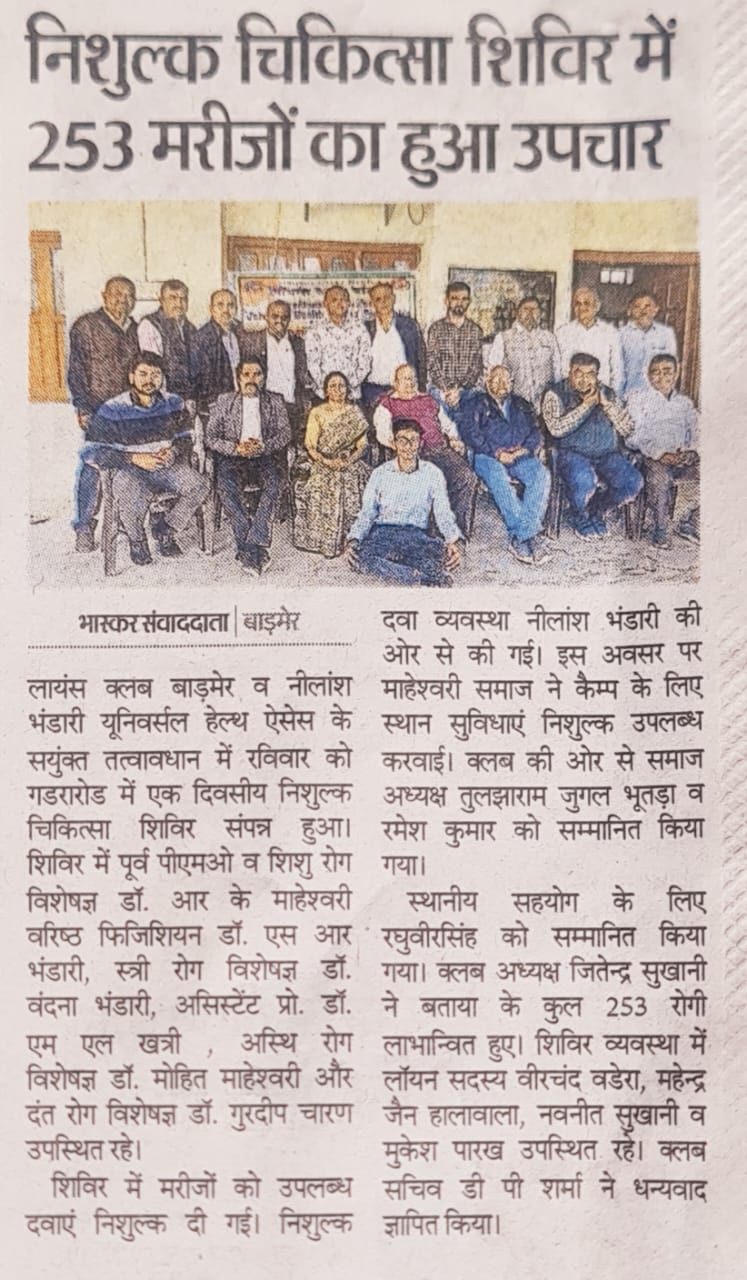 निशुल्क चिकित्सा शिविर में
253 मरीजों का हुआ उपचार
भास्कर संवाददाता | बाड़मेर
लायंस क्लब बाड़मेर व नीलांश
भंडारी यूनिवर्सल हेल्थ ऐसेस के
सयुंक्त तत्वावधान में रविवार को
गडरारोड में एक दिवसीय निशुल्क
चिकित्सा शिविर संपन्न हुआ।
शिविर में पूर्व पीएमओ व शिशु रोग
विशेषज्ञ डॉ. आर के माहेश्वरी
वरिष्ठ फिजिशियन डॉ. एस आर
भंडारी, स्त्री रोग विशेषज्ञ डॉ.
वंदना भंडारी, असिस्टेंट प्रो. डॉ.
एम एल खत्री , अस्थि रोग
विशेषज्ञ डॉ. मोहित माहेश्वरी और
दंत रोग विशेषज्ञ डॉ. गुरदीप चारण
उपस्थित रहे।
शिविर में मरीजों को उपलब्ध
दवाएं निशुल्क दी गई। निशुल्क
दवा व्यवस्था नीलांश भंडारी की
ओर से की गई। इस अवसर पर
माहेश्वरी समाज ने कैम्प के लिए
स्थान सुविधाएं निशुल्क उपलब्ध
करवाई। क्लब की ओर से समाज
अध्यक्ष तुलझाराम जुगल भूतड़ा व
रमेश कुमार को सम्मानित किया
गया।
स्थानीय सहयोग के लिए
रघुवीरसिंह को सम्मानित किया
गया। क्लब अध्यक्ष जितेन्द्र सुखानी
ने बताया के कुल 253 रोगी
लाभान्वित हुए। शिविर व्यवस्था में
लॉयन सदस्य वीरचंद वडेरा, महेन्द्र
जैन हालावाला, नवनीत सुखानी व
मुकेश पारख उपस्थित रहे। क्लब
सचिव डी पी शर्मा ने धन्यवाद
ज्ञापित किया।